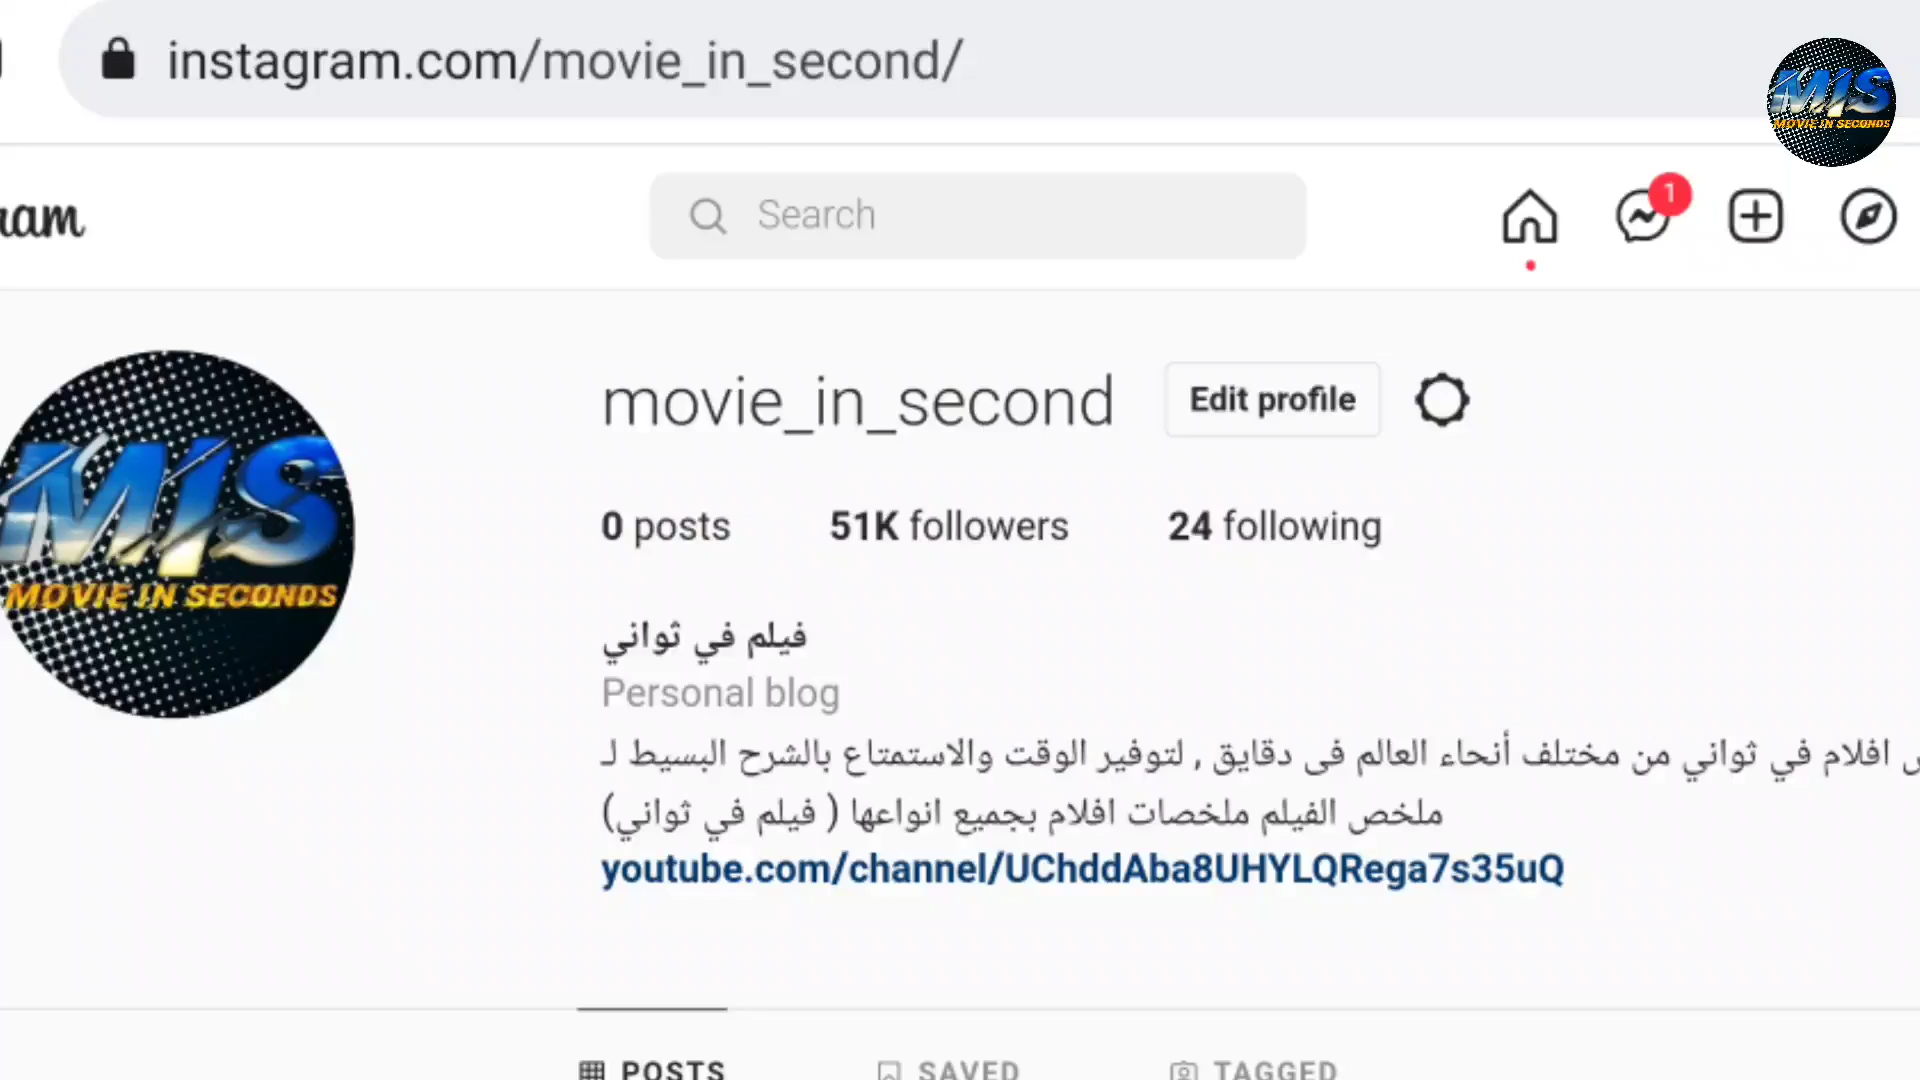 instagram.com/movie_in_second/
MIS
MOVIE IN SECONDS
Search
1
movie_in_second
Edit profile
0 posts
51K followers
24 following
MIS
MOVIE IN SECONDS
فيلم في ثواني
Personal blog
افلام في ثواني من مختلف أنحاء العالم فى دقايق , لتوفير الوقت والاستمتاع بالشرح البسيط لـ
ملخص الفيلم ملخصات افلام بجميع انواعها ( فيلم في ثواني)
youtube.com/channel/UChddAba8UHYLQRega7s35uQ
POSTS
SAVED
TAGGED